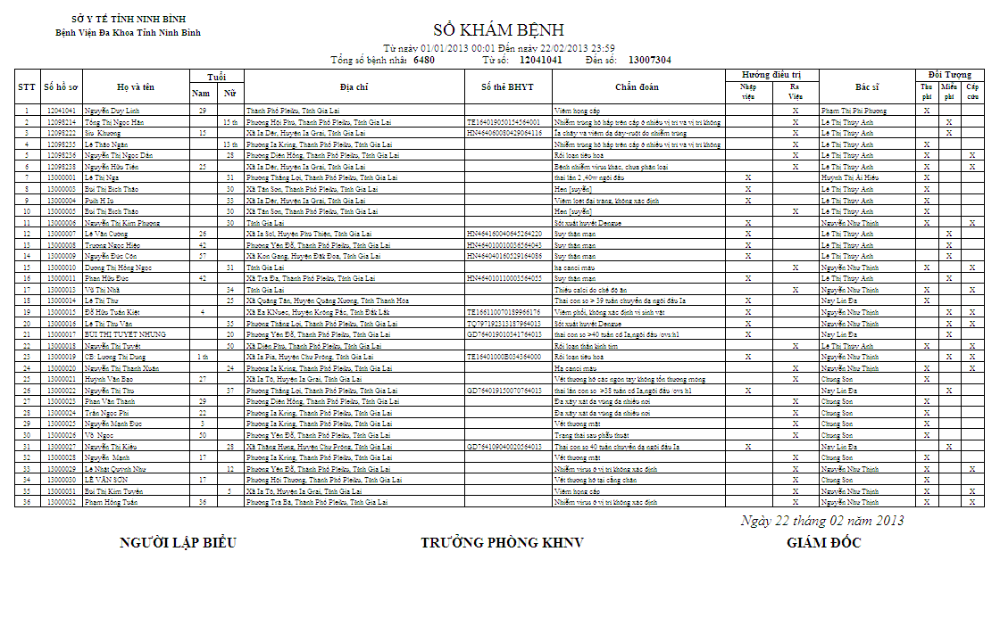 SỞ Y TẾ TỈNH NINH BÌNH
Bệnh Viện Đa Khoa Tỉnh Ninh Bình
SỔ KHÁM BỆNH
Từ ngày 01/01/2013 00:01 Đến ngày 22/02/2013 23:59
Tổng số bệnh nhân 6480 Từ số: 12041041 Đến số: 13007304
STT Số hồ sơ Họ và tên Tuổi Địa chỉ Số thẻ BHYT Chẩn đoán Hướng điều trị Bác sĩ Đối Tượng
Nam Nữ Nhập viện Ra Viện Thu phí Miễn phí Cấp cứu
1 12041041 Nguyễn Duy Linh 29 Thành Phố Pleiku, Tỉnh Gia Lai Viêm họng cấp X Phạm Thị Phi Phượng X
2 12098214 Tống Thị Ngọc Hân 15 th Phường Hội Phú, Thành Phố Pleiku, Tỉnh Gia Lai TE164019050154564001 Nhiễm trùng hô hấp trên cấp ở nhiều vị trí và vị trí không X Lê Thị Thúy Anh X
3 12098222 Siu Khương 15 Xã Ia Dêr, Huyện Ia Grai, Tỉnh Gia Lai HN464060080429064116 Ỉa chảy và viêm dạ dày-ruột do nhiễm trùng X Lê Thị Thúy Anh X
4 12098235 Lê Thảo Ngân 13 th Phường Ia Kring, Thành Phố Pleiku, Tỉnh Gia Lai Nhiễm trùng hô hấp trên cấp ở nhiều vị trí và vị trí không X Lê Thị Thúy Anh X
5 12098236 Nguyễn Thị Ngọc Dân 28 Phường Diên Hồng, Thành Phố Pleiku, Tỉnh Gia Lai Rối loạn tiêu hoá X Lê Thị Thúy Anh X X
6 12098238 Nguyễn Hữu Tiên 25 Xã Ia Dêr, Huyện Ia Grai, Tỉnh Gia Lai Bệnh nhiễm virus khác, chưa phân loại X Lê Thị Thúy Anh X X
7 13000001 Lê Thị Nga 31 Phường Thắng Lợi, Thành Phố Pleiku, Tỉnh Gia Lai thai lần 2 ,40w ngôi đầu X Huỳnh Thị Ái Hiếu X X
8 13000003 Bùi Thị Bích Thảo 30 Xã Tân Sơn, Thành Phố Pleiku, Tỉnh Gia Lai Hen [suyễn] X Lê Thị Thúy Anh X
9 13000004 Puih H Iú 33 Xã Ia Dêr, Huyện Ia Grai, Tỉnh Gia Lai Viêm loét đại tràng, không xác định X Lê Thị Thúy Anh X
10 13000005 Bùi Thị Bích Thảo 30 Xã Tân Sơn, Thành Phố Pleiku, Tỉnh Gia Lai Hen [suyễn] X Lê Thị Thúy Anh X
11 13000006 Nguyễn Thị Kim Phượng 30 Tỉnh Gia Lai Sốt xuất huyết Dengue X Nguyễn Như Thịnh X X
12 13000007 Lê Văn Cường 26 Xã Ia Sol, Huyện Phú Thiện, Tỉnh Gia Lai HN464160040645264220 Suy thận mạn X Lê Thị Thúy Anh X
13 13000008 Trương Ngọc Hiệp 42 Phường Yên Đỗ, Thành Phố Pleiku, Tỉnh Gia Lai HN464010010036564043 Suy thận mạn X Lê Thị Thúy Anh X
14 13000009 Nguyễn Đức Côn 57 Xã Kon Gang, Huyện Đăk Đoa, Tỉnh Gia Lai HN464040160529164086 Suy thận mạn X Lê Thị Thúy Anh X
15 13000010 Dương Thị Hồng Ngọc 31 Tỉnh Gia Lai hạ canci máu X Nguyễn Như Thịnh X X
16 13000011 Phan Hữu Đức 42 Xã Trà Đa, Thành Phố Pleiku, Tỉnh Gia Lai HN464010110003564055 Suy thận mạn X Lê Thị Thúy Anh X
17 13000013 Võ Thị Nhã 34 Tỉnh Gia Lai Thiếu calci do chế độ ăn X Nguyễn Như Thịnh X X
18 13000014 Lê Thị Thu 25 Xã Quảng Tân, Huyện Quảng Xương, Tỉnh Thanh Hóa Thai con so > 39 tuần chuyển dạ ngôi đầu Ia X Nay Lin Đa X
19 13000015 Đỗ Hữu Tuấn Kiệt 4 Xã Ea KNuec, Huyện Krông Pắc, Tỉnh Đắk Lắk TE166110070189966176 Viêm phổi, không xác định vi sinh vật X Nguyễn Như Thịnh X X
20 13000016 Lê Thị Thu Vân 35 Phường Thắng Lợi, Thành Phố Pleiku, Tỉnh Gia Lai TQ797192313187964013 Sốt xuất huyết Dengue X Nguyễn Như Thịnh X X
21 13000017 BÙI THỊ TUYẾT NHUNG 20 Phường Yên Đỗ, Thành Phố Pleiku, Tỉnh Gia Lai GD764019010341764013 thai con so >40 tuần cd Ia,ngôi đầu /ovs/h1 X Nay Lin Đa X
22 13000018 Nguyễn Thị Tuyết 50 Xã Diên Phú, Thành Phố Pleiku, Tỉnh Gia Lai Rối loạn thần kinh tim X Lê Thị Thúy Anh X X
23 13000019 CB: Lương Thị Dung 1 th Xã Ia Pia, Huyện Chư Prông, Tỉnh Gia Lai TE16401000B034364000 Rối loạn tiêu hoá X Nguyễn Như Thịnh X X
24 13000020 Nguyễn Thị Thanh Xuân 24 Phường Ia Kring, Thành Phố Pleiku, Tỉnh Gia Lai Hạ canci máu X Nguyễn Như Thịnh X X
25 13000021 Huỳnh Văn Bảo 27 Xã Ia Tô, Huyện Ia Grai, Tỉnh Gia Lai Vết thương hở các ngón tay không tổn thương móng X Chung Son X
26 13000022 Nguyễn Thị Thu 37 Phường Thắng Lợi, Thành Phố Pleiku, Tỉnh Gia Lai GD764019150070764013 thai lần con so >38 tuần cd Ia,ngôi đầu /ovs h1 X Nay Lin Đa X
27 13000023 Phan Văn Thành 29 Phường Diên Hồng, Thành Phố Pleiku, Tỉnh Gia Lai Đa xây xát da vùng da nhiều nơi X Chung Son X
28 13000024 Trần Ngọc Phi 22 Phường Ia Kring, Thành Phố Pleiku, Tỉnh Gia Lai Đa xây xát da vùng da nhiều nơi X Chung Son X
29 13000025 Nguyễn Mạnh Đức 3 Phường Ia Kring, Thành Phố Pleiku, Tỉnh Gia Lai Vết thương mặt X Chung Son X
30 13000026 Võ Ngọc 50 Phường Yên Đỗ, Thành Phố Pleiku, Tỉnh Gia Lai Trạng thái sau phẫu thuật X Chung Son X
31 13000027 Nguyễn Thị Kiều 28 Xã Thăng Hưng, Huyện Chư Prông, Tỉnh Gia Lai GD764109040020564013 Thai con so 40 tuần chuyển dạ ngôi đầu Ia X Nay Lin Đa X
32 13000028 Nguyễn Mạnh 17 Phường Ia Kring, Thành Phố Pleiku, Tỉnh Gia Lai Vết thương mặt X Chung Son X
33 13000029 Lê Nhật Quỳnh Như 12 Phường Yên Đỗ, Thành Phố Pleiku, Tỉnh Gia Lai Nhiễm virus ở vị trí không xác định X Nguyễn Như Thịnh X X
34 13000030 LÊ VĂN SƠN 17 Phường Hội Thương, Thành Phố Pleiku, Tỉnh Gia Lai Vết thương hở tại cẳng chân X Chung Son X
35 13000031 Bùi Thị Kim Tuyên 5 Xã Ia Tô, Huyện Ia Grai, Tỉnh Gia Lai Viêm họng cấp X Nguyễn Như Thịnh X X
36 13000032 Phạm Hồng Tuân 36 Phường Trà Bá, Thành Phố Pleiku, Tỉnh Gia Lai Nhiễm virus ở vị trí không xác định X Nguyễn Như Thịnh X X
Ngày 22 tháng 02 năm 2013
NGƯỜI LẬP BIỂU TRƯỞNG PHÒNG KHNV GIÁM ĐỐC